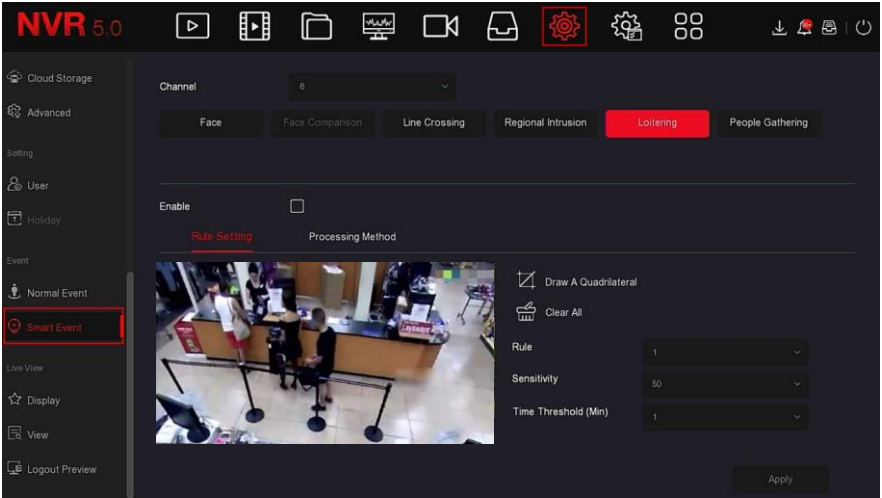 NVR 5.0
Cloud Storage
Advanced
Setting
User
Holiday
Event
Normal Event
Smart Event
Live View
Display
View
Logout Preview
Channel 6
Face Face Comparison Line Crossing Regional Intrusion Loitering People Gathering
Enable
Rule Setting Processing Method
Draw A Quadrilateral
Clear All
Rule 1
Sensitivity 50
Time Threshold (Min) 1
Apply